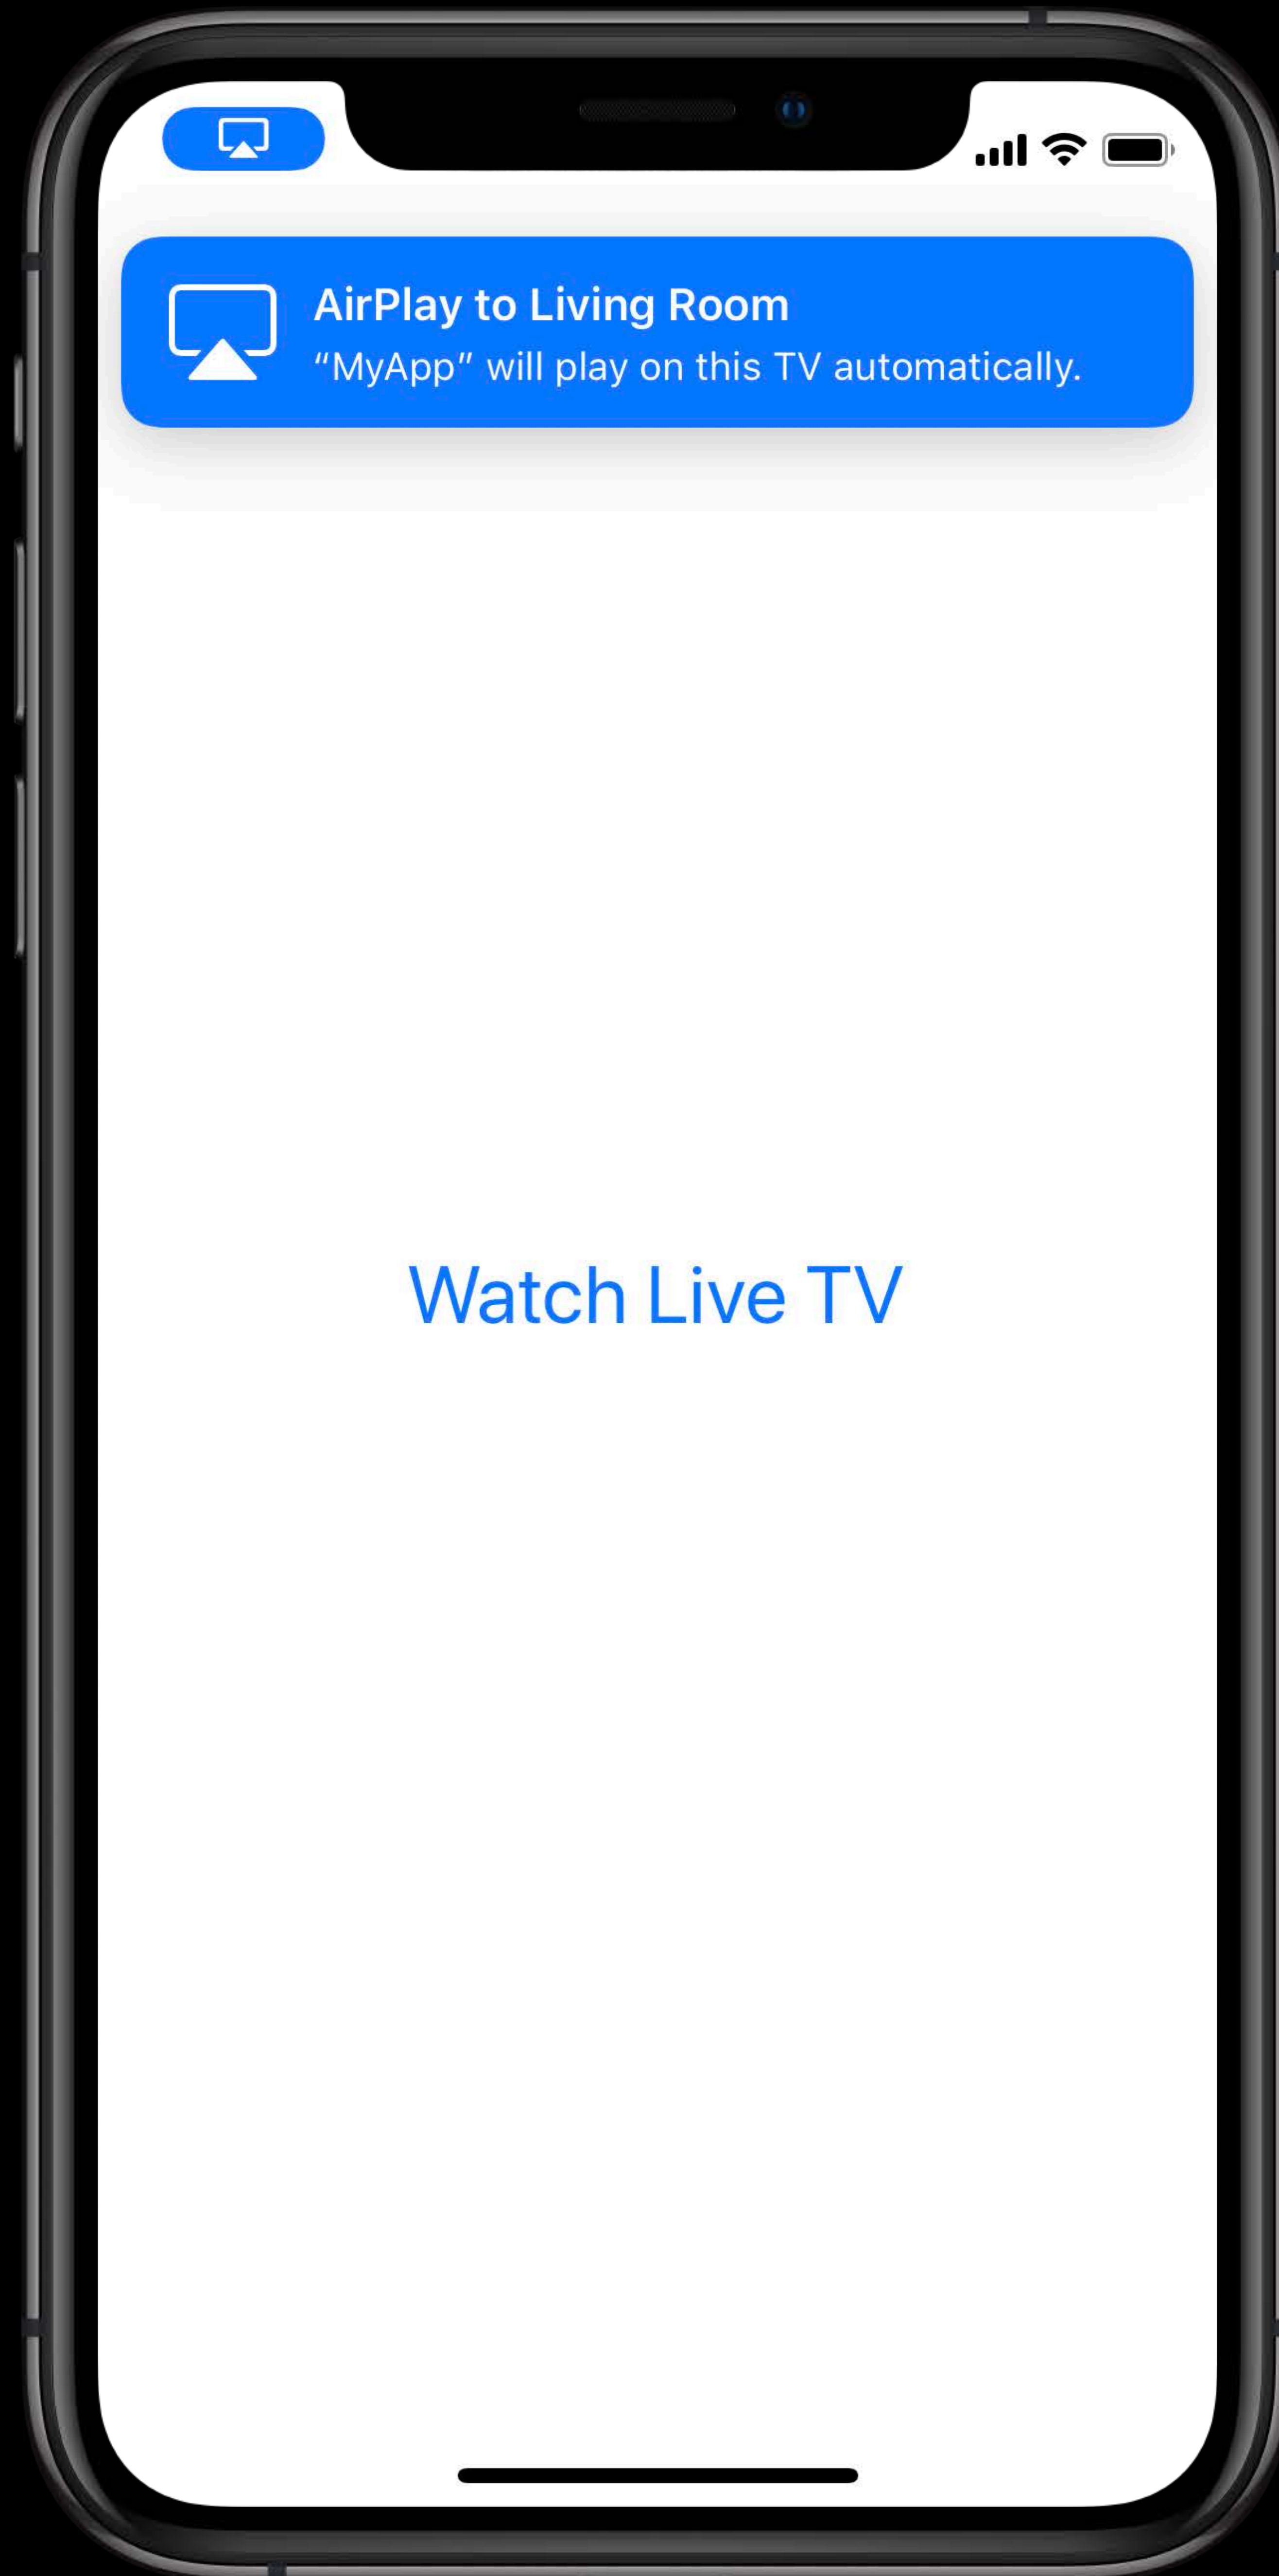 AirPlay to Living Room
“MyApp” will play on this TV automatically.
Watch Live TV